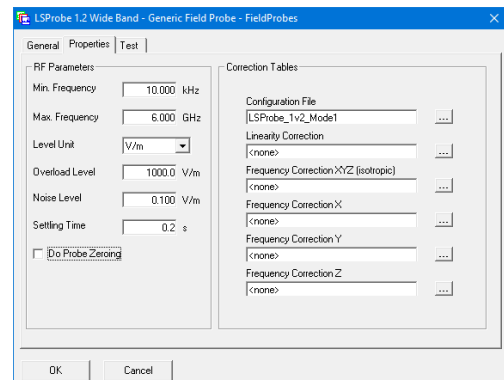 LSProbe 1.2 Wide Band - Generic Field Probe - FieldProbes
General Properties Test
RF Parameters
Min. Frequency 10.000 kHz
Max. Frequency 6.000 GHz
Level Unit V/m
Overload Level 1000.0 V/m
Noise Level 0.100 V/m
Settling Time 0.2 s
Do Probe Zeroing
Correction Tables
Configuration File
LSProbe_1v2_Mode1 ...
Linearity Correction
<none> ...
Frequency Correction XYZ (isotropic)
<none> ...
Frequency Correction X
<none> ...
Frequency Correction Y
<none> ...
Frequency Correction Z
<none> ...
OK Cancel